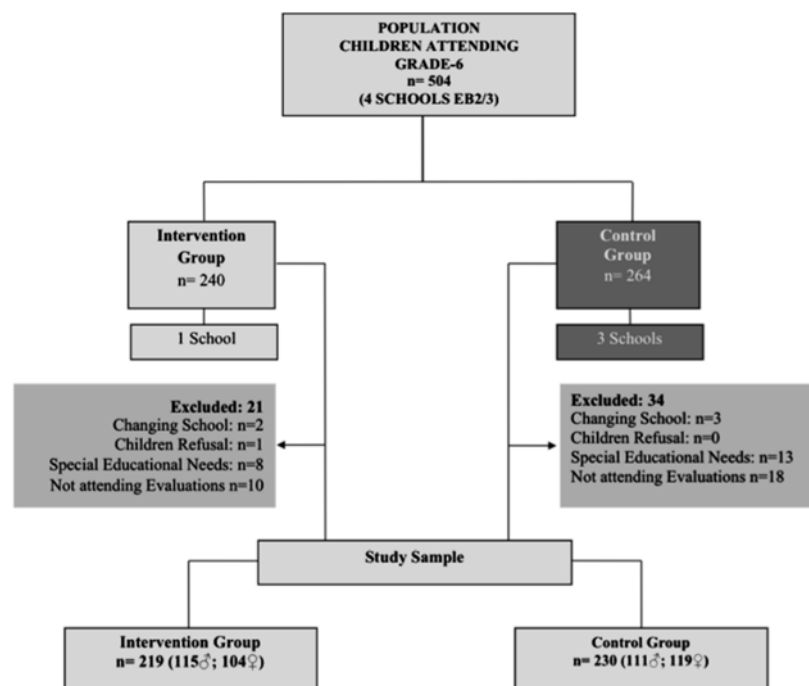 POPULATION
CHILDREN ATTENDING
GRADE-6
n= 504
(4 SCHOOLS EB2/3)
Intervention
Group
n= 240
Control
Group
n= 264
1 School
3 Schools
Excluded: 21
Changing School: n=2
Children Refusal: n=1
Special Educational Needs: n=8
Not attending Evaluations n=10
Excluded: 34
Changing School: n=3
Children Refusal: n=0
Special Educational Needs: n=13
Not attending Evaluations n=18
Study Sample
Intervention Group
n= 219 (115♂; 104♀)
Control Group
n= 230 (111♂; 119♀)